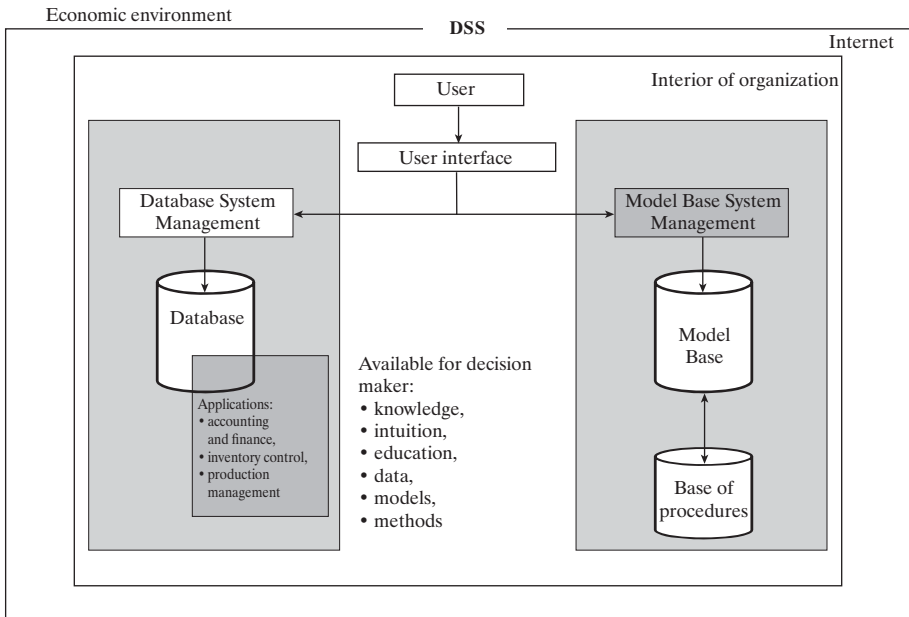 Economic environment
DSS
Internet
Interior of organization
User
User interface
Database System
Management
Model Base System
Management
Database
Model
Base
Applications:
• accounting
and finance,
• inventory control,
• production
management
Available for decision
maker:
• knowledge,
• intuition,
• education,
• data,
• models,
• methods
Base of
procedures